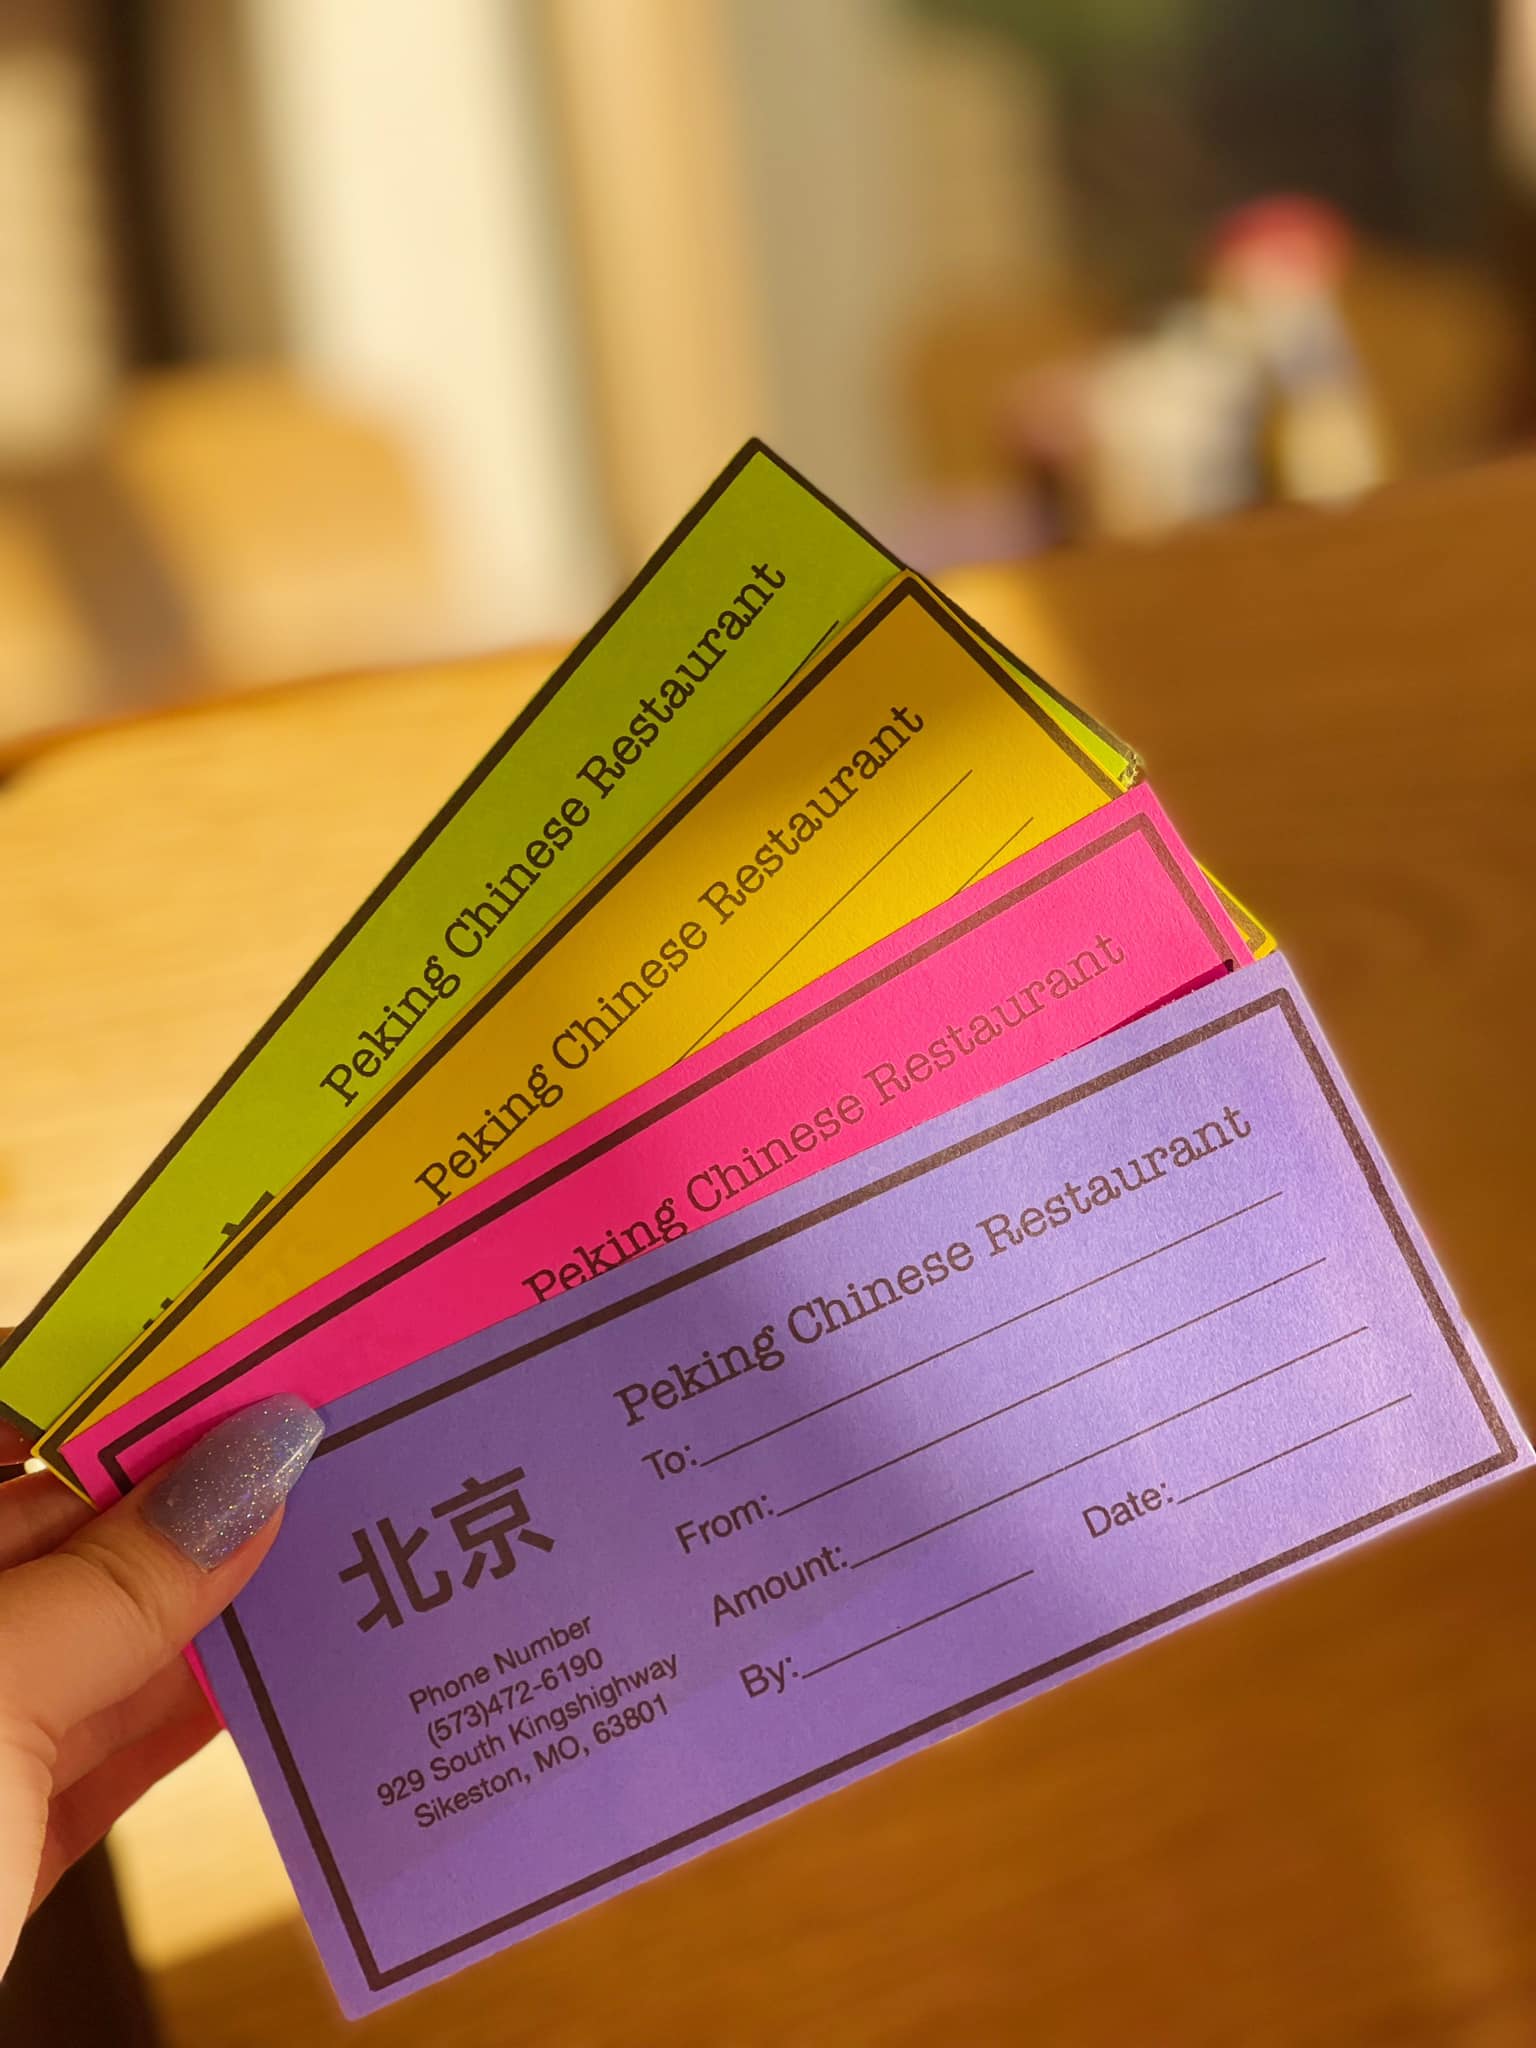 Peking Chinese Restaurant
Peking Chinese Restaurant
Peking Chinese Restaurant
Peking Chinese Restaurant
北京
Phone Number
(573)472-6190
929 South Kingshighway
Sikeston, MO, 63801
To:
From:
Amount:
Date:
By: